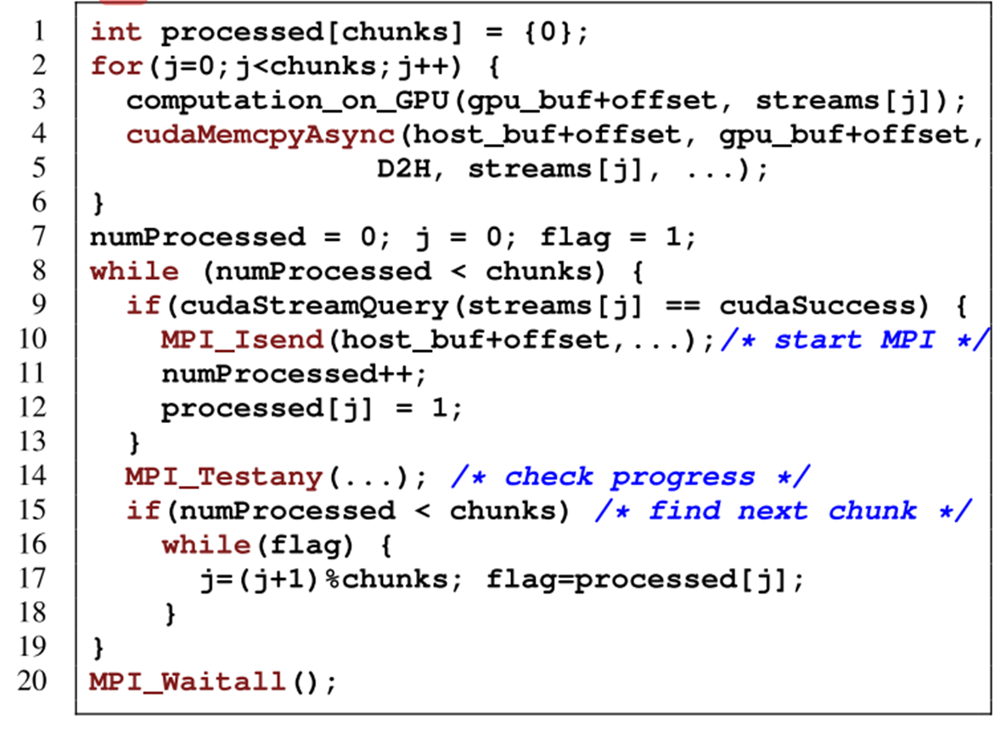 1 int processed[chunks] = {0};
2 for(j=0;j<chunks;j++) {
3 computation_on_GPU(gpu_buf+offset, streams[j]);
4 cudaMemcpyAsync(host_buf+offset, gpu_buf+offset,
5 D2H, streams[j], ...);
6 }
7 numProcessed = 0; j = 0; flag = 1;
8 while (numProcessed < chunks) {
9 if(cudaStreamQuery(streams[j] == cudaSuccess) {
10 MPI_Isend(host_buf+offset,...);/* start MPI */
11 numProcessed++;
12 processed[j] = 1;
13 }
14 MPI_Testany(...); /* check progress */
15 if(numProcessed < chunks) /* find next chunk */
16 while(flag) {
17 j=(j+1)%chunks; flag=processed[j];
18 }
19 }
20 MPI_Waitall();